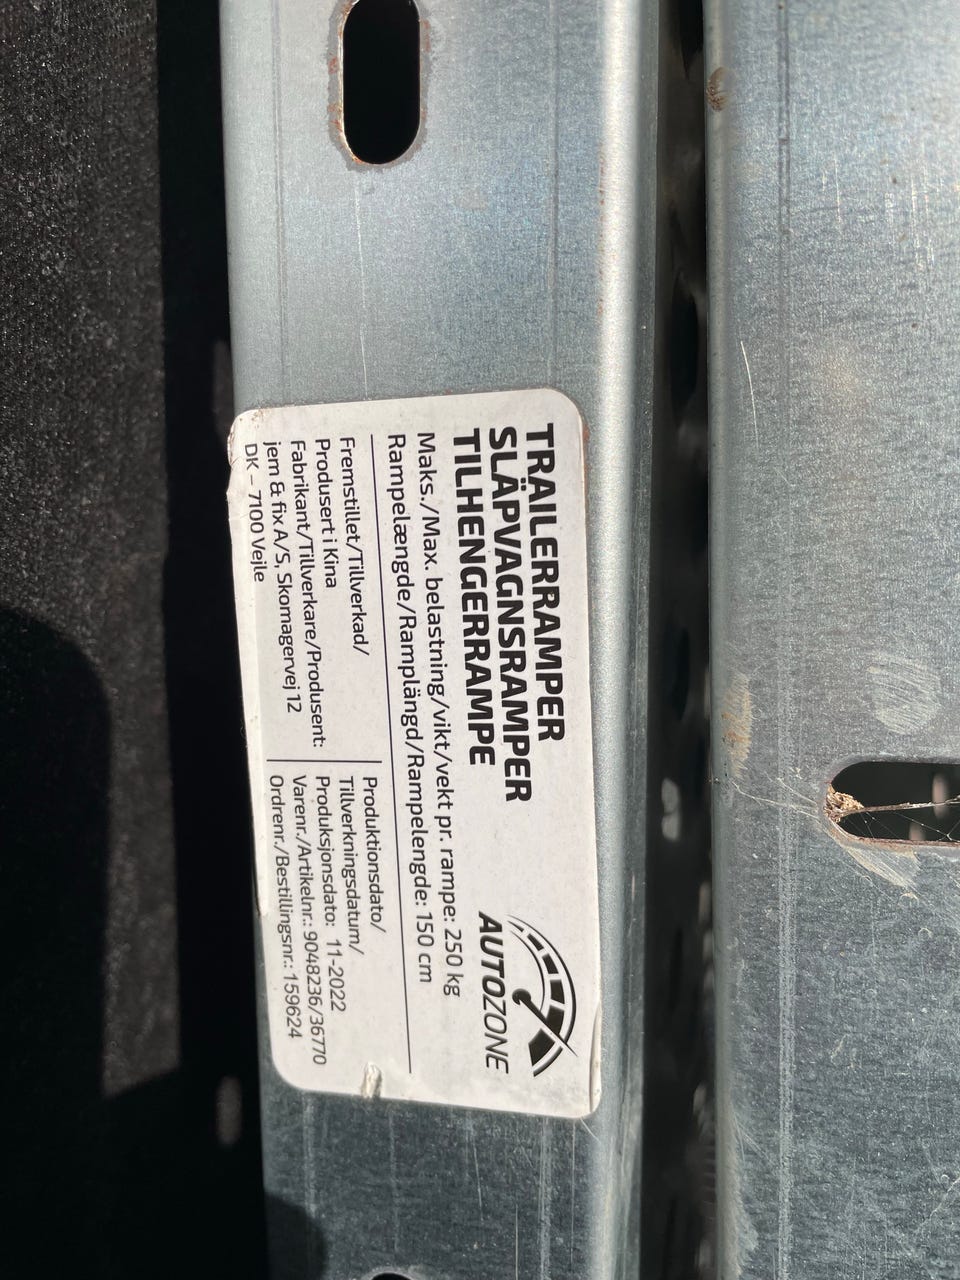 TRAILERRAMPER
SLÄPVAGNSRAMPER
TILHENGERRAMPE
AUTOZONE
Maks./Max. belastning/vikt/vekt pr. rampe: 250 kg
Rampelængde/Ramplängd/Rampelengde: 150 cm
Fremstillet/Tillverkad/
Produsert i Kina
Fabrikant/Tillverkare/Produsent:
jem & fix A/S, Skomagervej 12
DK – 7100 Vejle
Produktionsdato/
Tillverkningsdatum/
Produksjonsdato: 11-2022
Varenr./Artikelnr.: 9048236/36770
Ordrenr./Bestillingsnr.: 159624